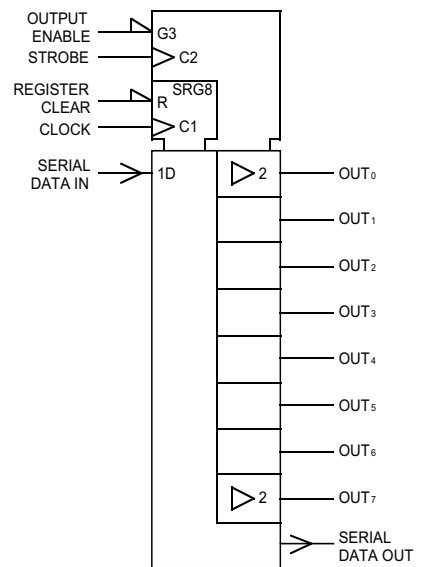 OUTPUT
ENABLE
G3
STROBE
C2
REGISTER
CLEAR
SRG8
R
CLOCK
C1
SERIAL
DATA IN
1D
2
OUT₀
OUT₁
OUT₂
OUT₃
OUT₄
OUT₅
OUT₆
2
OUT₇
SERIAL
DATA OUT